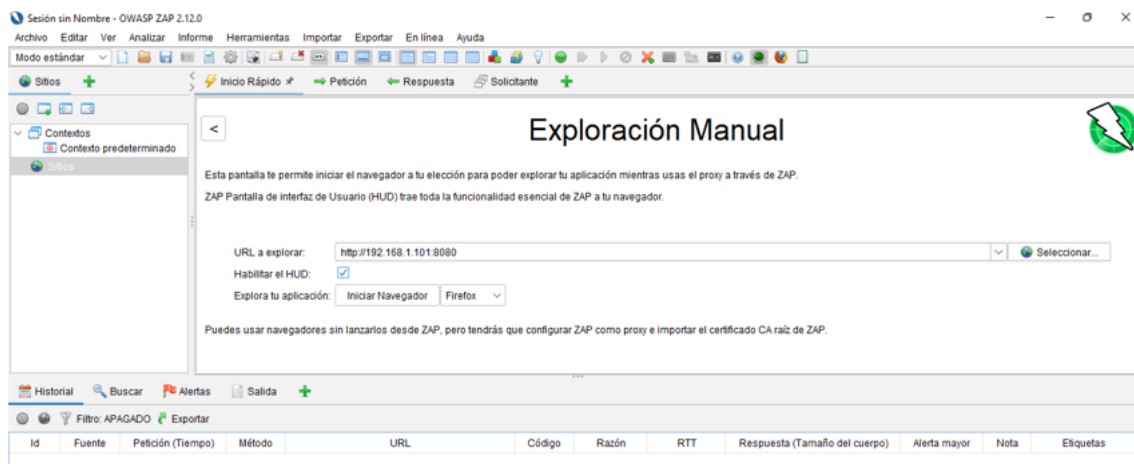 Sesión sin Nombre - OWASP ZAP 2.12.0
Archivo Editar Ver Analizar Informe Herramientas Importar Exportar En línea Ayuda
Modo estándar
Sitios
Inicio Rápido Petición Respuesta Solicitante
Contextos
Contexto predeterminado
Sitios
<
Exploración Manual
Esta pantalla te permite iniciar el navegador a tu elección para poder explorar tu aplicación mientras usas el proxy a través de ZAP.
ZAP Pantalla de interfaz de Usuario (HUD) trae toda la funcionalidad esencial de ZAP a tu navegador.
URL a explorar: http://192.168.1.101:8080 Seleccionar...
Habilitar el HUD:
Explora tu aplicación: Iniciar Navegador Firefox
Puedes usar navegadores sin lanzarlos desde ZAP, pero tendrás que configurar ZAP como proxy e importar el certificado CA raíz de ZAP.
Historial Buscar Alertas Salida
Filtro: APAGADO Exportar
Id Fuente Petición (Tiempo) Método URL Código Razón RTT Respuesta (Tamaño del cuerpo) Alerta mayor Nota Etiquetas